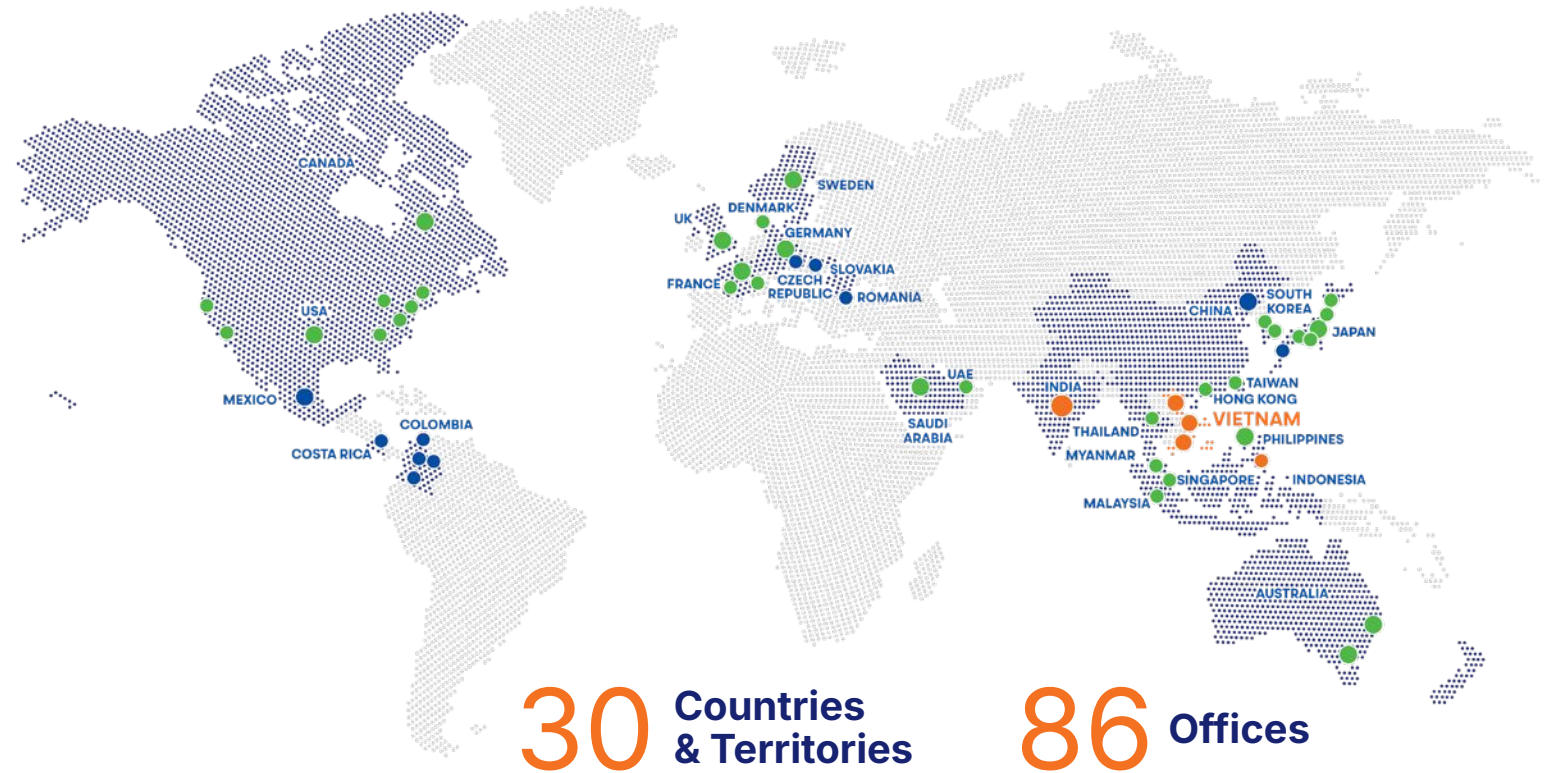 CANADA
USA
MEXICO
COSTA RICA
COLOMBIA
SWEDEN
UK
DENMARK
GERMANY
FRANCE
SLOVAKIA
CZECH
REPUBLIC
ROMANIA
SAUDI
ARABIA
UAE
INDIA
CHINA
SOUTH
KOREA
JAPAN
TAIWAN
HONG KONG
VIETNAM
THAILAND
PHILIPPINES
MYANMAR
SINGAPORE
INDONESIA
MALAYSIA
AUSTRALIA
30 Countries
& Territories
86 Offices